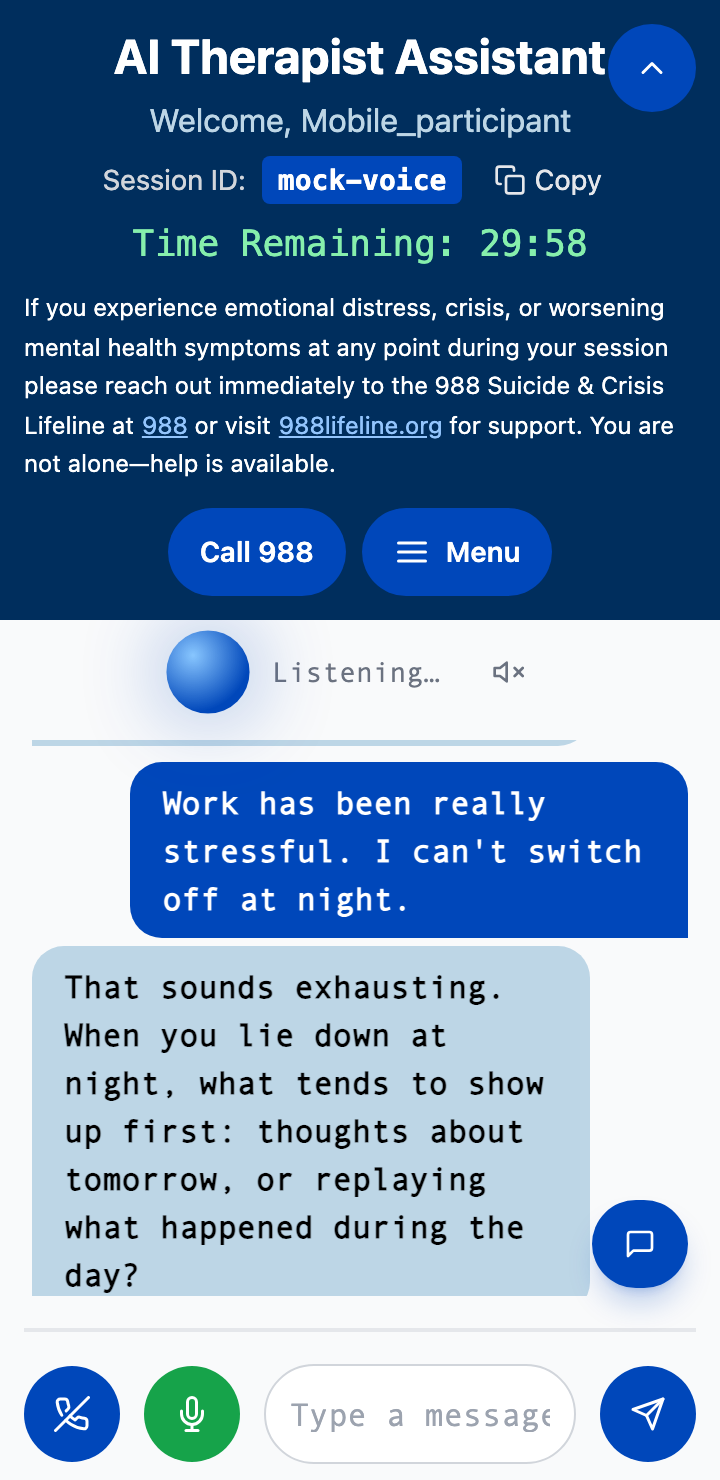 AI Therapist Assistant
Welcome, Mobile_participant
Session ID: mock-voice Copy
Time Remaining: 29:58
If you experience emotional distress, crisis, or worsening
mental health symptoms at any point during your session
please reach out immediately to the 988 Suicide & Crisis
Lifeline at 988 or visit 988lifeline.org for support. You are
not alone—help is available.
Call 988 Menu
Listening…
Work has been really
stressful. I can't switch
off at night.
That sounds exhausting.
When you lie down at
night, what tends to show
up first: thoughts about
tomorrow, or replaying
what happened during the
day?
Type a message